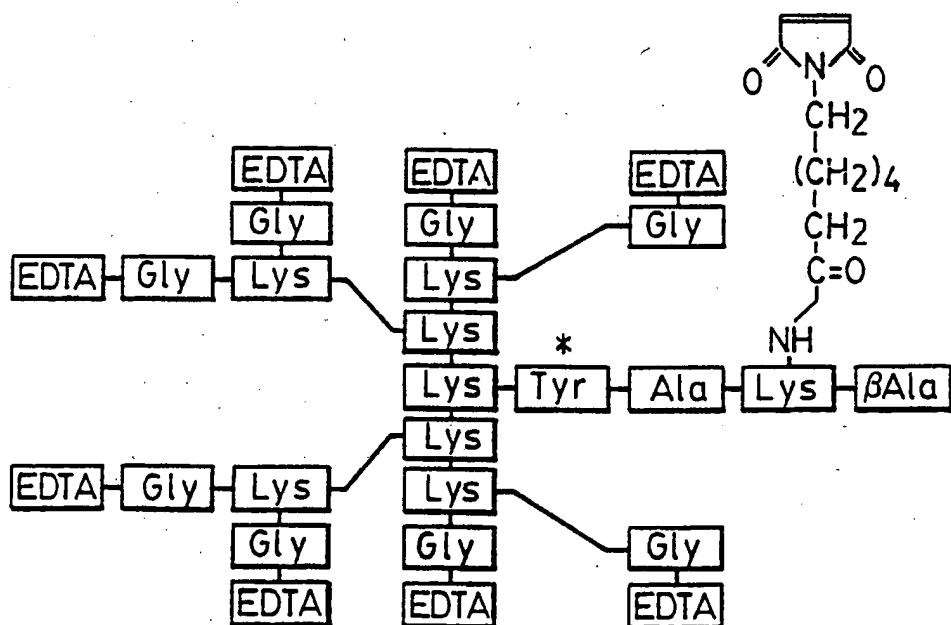 O N O
CH2
EDTA EDTA EDTA (CH2)4
Gly Gly Gly CH2
EDTA Gly Lys Lys C=O
Lys NH
*
Lys Tyr Ala Lys βAla
Lys
EDTA Gly Lys Lys
Gly Gly Gly
EDTA EDTA EDTA